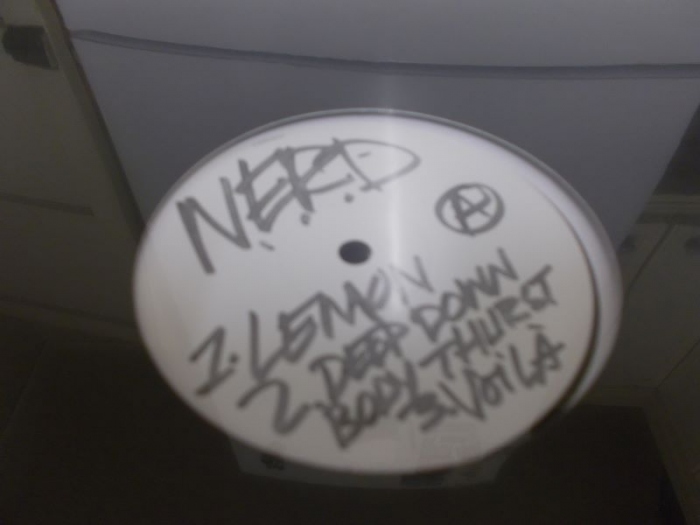 N.E.R.D
A
1. LEMON
2. DEEP DOWN
BODY THURST
3. VOILÀ